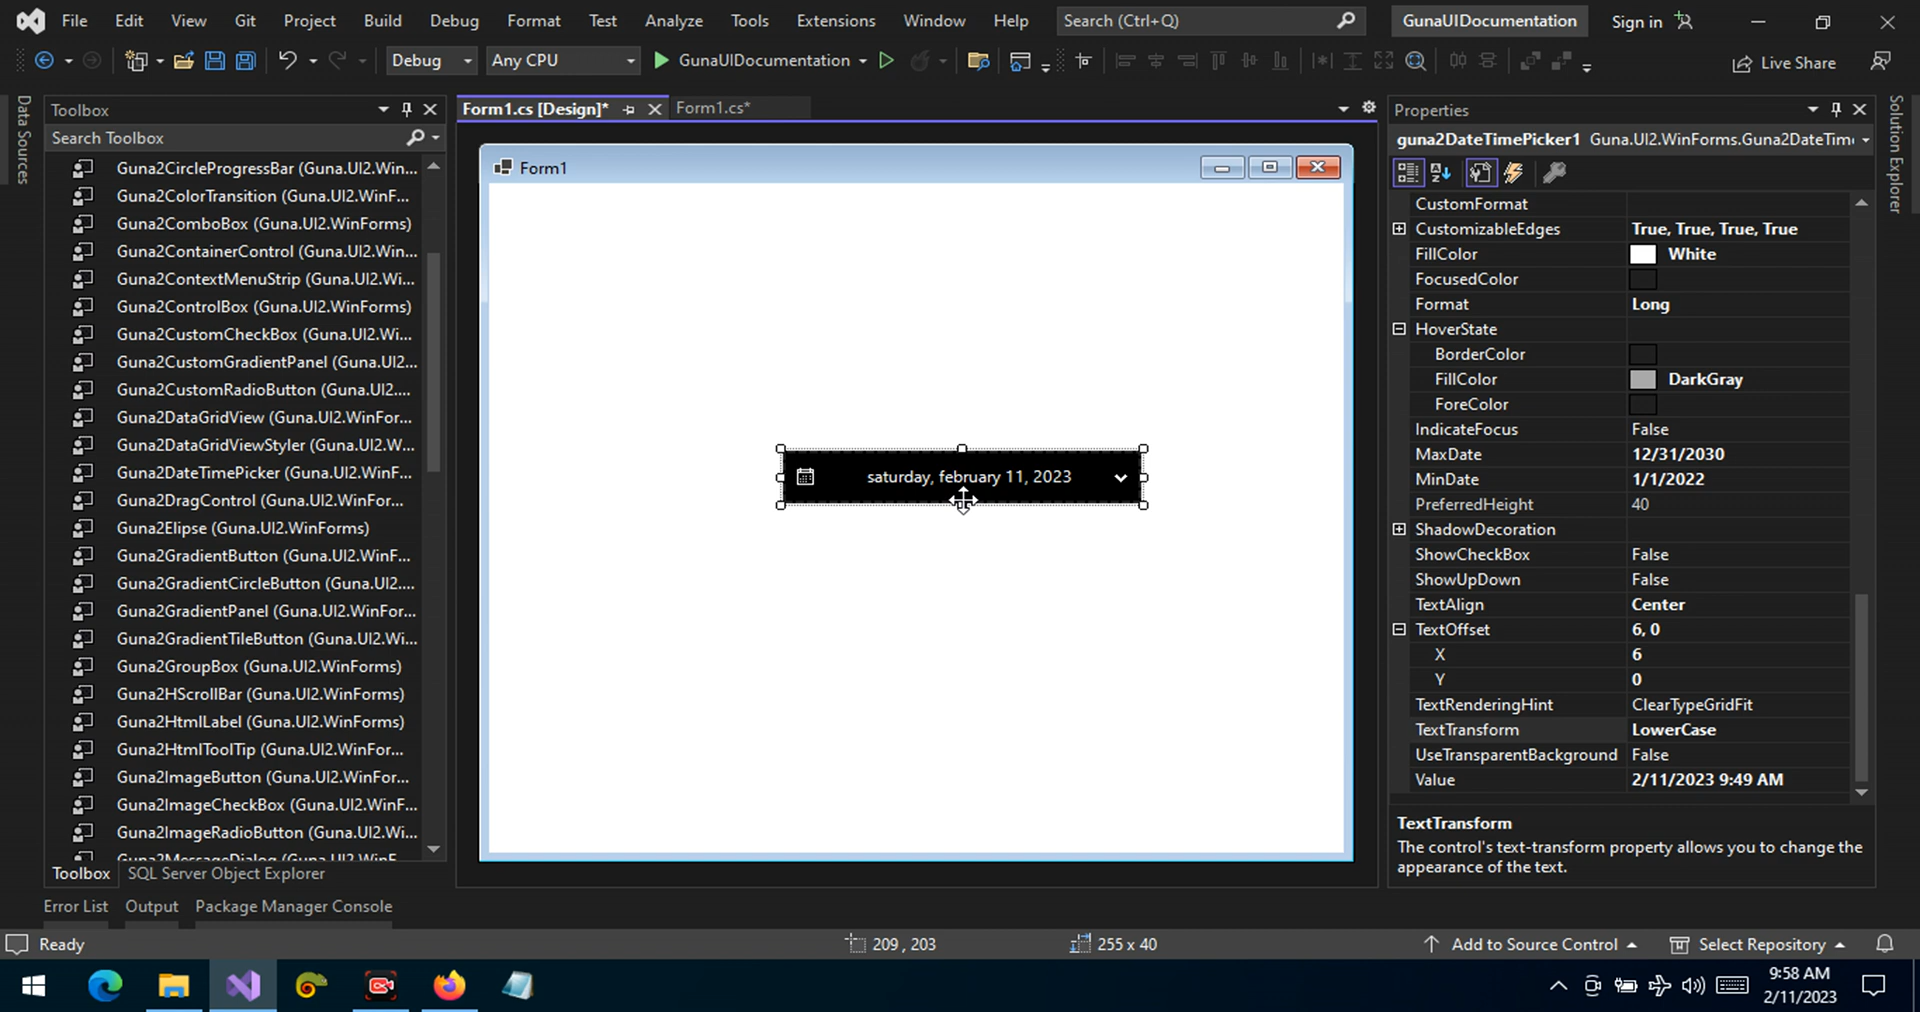 File Edit View Git Project Build Debug Format Test Analyze Tools Extensions Window Help Search (Ctrl+Q) GunaUIDocumentation Sign in
Debug Any CPU GunaUIDocumentation Live Share
Data Sources
Toolbox
Search Toolbox
Guna2CircleProgressBar (Guna.UI2.Win...
Guna2ColorTransition (Guna.UI2.WinF...
Guna2ComboBox (Guna.UI2.WinForms)
Guna2ContainerControl (Guna.UI2.Win...
Guna2ContextMenuStrip (Guna.UI2.Wi...
Guna2ControlBox (Guna.UI2.WinForms)
Guna2CustomCheckBox (Guna.UI2.Wi...
Guna2CustomGradientPanel (Guna.UI2...
Guna2CustomRadioButton (Guna.UI2....
Guna2DataGridView (Guna.UI2.WinFor...
Guna2DataGridViewStyler (Guna.UI2.W...
Guna2DateTimePicker (Guna.UI2.WinF...
Guna2DragControl (Guna.UI2.WinFor...
Guna2Elipse (Guna.UI2.WinForms)
Guna2GradientButton (Guna.UI2.WinF...
Guna2GradientCircleButton (Guna.UI2....
Guna2GradientPanel (Guna.UI2.WinFor...
Guna2GradientTileButton (Guna.UI2.Wi...
Guna2GroupBox (Guna.UI2.WinForms)
Guna2HScrollBar (Guna.UI2.WinForms)
Guna2HtmlLabel (Guna.UI2.WinForms)
Guna2HtmlToolTip (Guna.UI2.WinFor...
Guna2ImageButton (Guna.UI2.WinFor...
Guna2ImageCheckBox (Guna.UI2.WinF...
Guna2ImageRadioButton (Guna.UI2.Wi...
Guna2MessageDialog (Guna.UI2.WinF...
Toolbox SQL Server Object Explorer
Form1.cs [Design]* Form1.cs*
Form1
saturday, february 11, 2023
Properties
guna2DateTimePicker1 Guna.UI2.WinForms.Guna2DateTim
CustomFormat
CustomizableEdges True, True, True, True
FillColor White
FocusedColor
Format Long
HoverState
BorderColor
FillColor DarkGray
ForeColor
IndicateFocus False
MaxDate 12/31/2030
MinDate 1/1/2022
PreferredHeight 40
ShadowDecoration
ShowCheckBox False
ShowUpDown False
TextAlign Center
TextOffset 6, 0
X 6
Y 0
TextRenderingHint ClearTypeGridFit
TextTransform LowerCase
UseTransparentBackground False
Value 2/11/2023 9:49 AM
TextTransform
The control's text-transform property allows you to change the
appearance of the text.
Solution Explorer
Error List Output Package Manager Console
Ready 209 , 203 255 x 40 Add to Source Control Select Repository
9:58 AM
2/11/2023